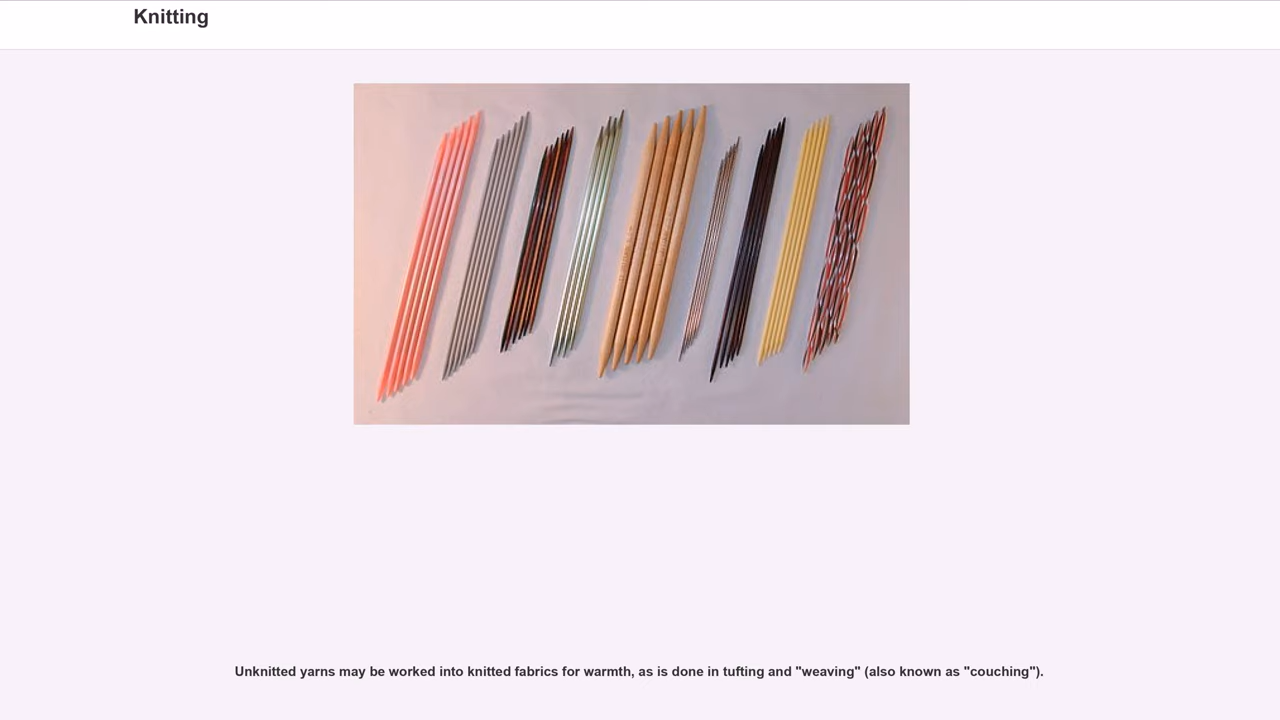 Knitting
Unknitted yarns may be worked into knitted fabrics for warmth, as is done in tufting and "weaving" (also known as "couching").